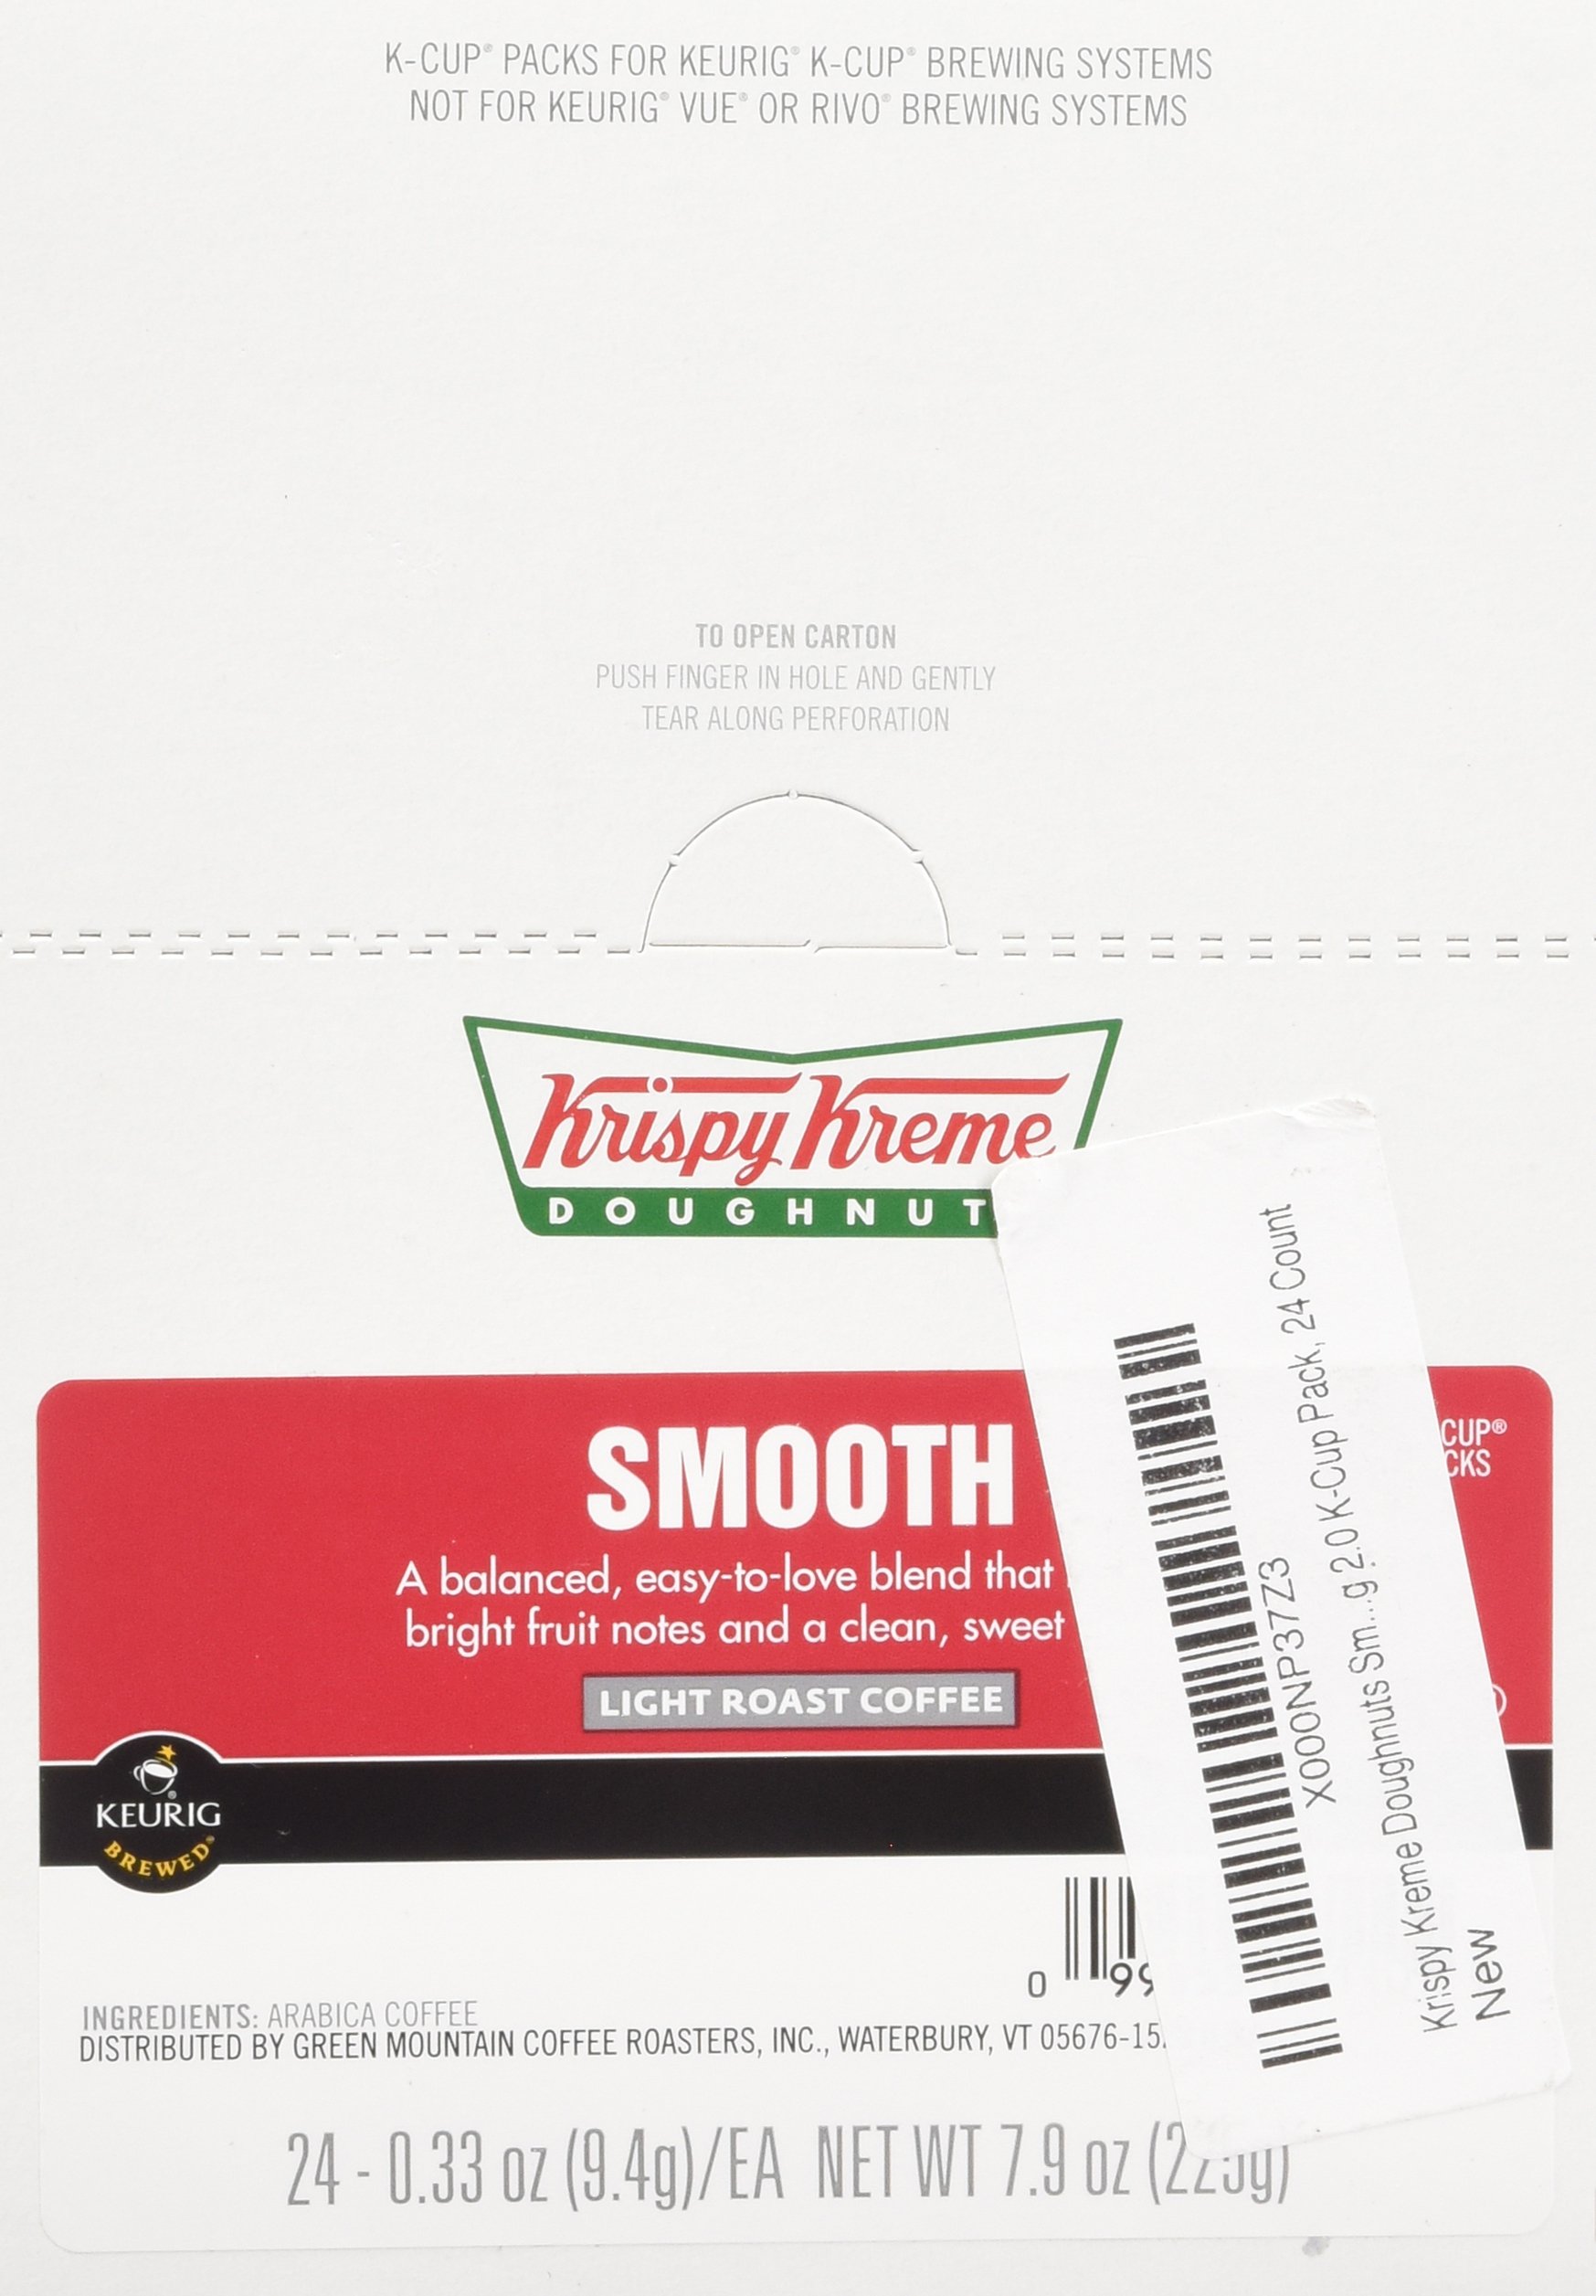 K-CUP® PACKS FOR KEURIG® K-CUP® BREWING SYSTEMS
NOT FOR KEURIG® VUE® OR RIVO® BREWING SYSTEMS
TO OPEN CARTON
PUSH FINGER IN HOLE AND GENTLY
TEAR ALONG PERFORATION
Krispy Kreme
DOUGHNUT
SMOOTH
CUP®
CKS
A balanced, easy-to-love blend that
bright fruit notes and a clean, sweet
LIGHT ROAST COFFEE
KEURIG®
BREWED®
0 99
INGREDIENTS: ARABICA COFFEE
DISTRIBUTED BY GREEN MOUNTAIN COFFEE ROASTERS, INC., WATERBURY, VT 05676-15
24 - 0.33 oz (9.4g)/EA NET WT 7.9 oz
X000NP37Z3
Krispy Kreme Doughnuts Sm...g 2.0 K-Cup Pack, 24 Count
New